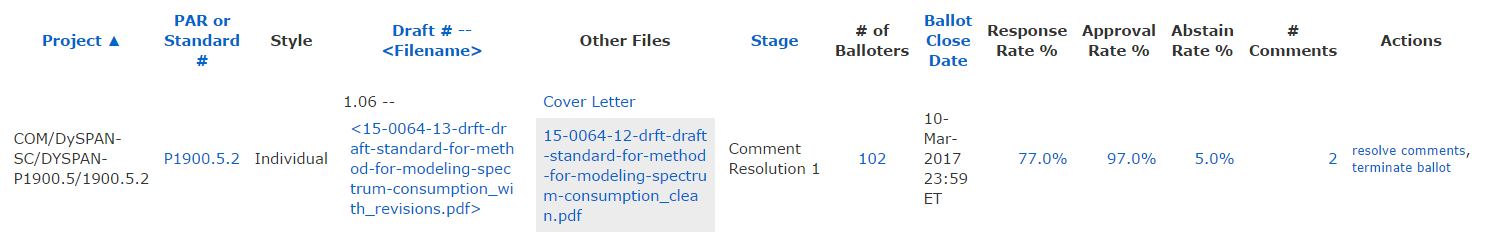 Project ▲
PAR or
Standard
#
Style
Draft # --
<Filename>
Other Files
Stage
# of
Balloters
Ballot
Close
Date
Response
Rate %
Approval
Rate %
Abstain
Rate %
#
Comments
Actions
COM/DySPAN-
SC/DYSPAN-
P1900.5/1900.5.2
P1900.5.2
Individual
1.06 --
<15-0064-13-drft-dr
aft-standard-for-meth
od-for-modeling-spec
trum-consumption_wi
th_revisions.pdf>
Cover Letter
15-0064-12-drft-draft
-standard-for-method
-for-modeling-spectru
m-consumption_clea
n.pdf
Comment
Resolution 1
102
10-
Mar-
2017
23:59
ET
77.0%
97.0%
5.0%
2
resolve comments,
terminate ballot